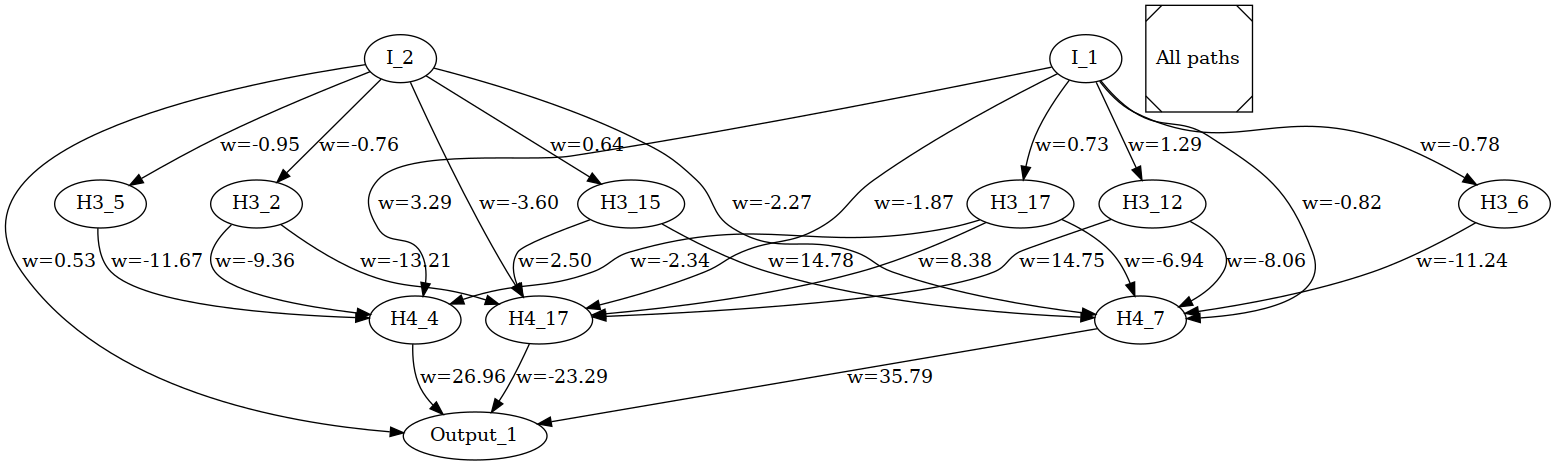 I_2
I_1
All paths
w=-0.95
w=-0.76
w=0.64
w=0.73
w=1.29
w=-0.78
H3_5
H3_2
w=3.29
w=-3.60
H3_15
w=-2.27
w=-1.87
H3_17
H3_12
w=-0.82
H3_6
w=0.53
w=-11.67
w=-9.36
w=-13.21
w=2.50
w=-2.34
w=14.78
w=8.38
w=14.75
w=-6.94
w=-8.06
w=-11.24
H4_4
H4_17
H4_7
w=26.96
w=-23.29
w=35.79
Output_1